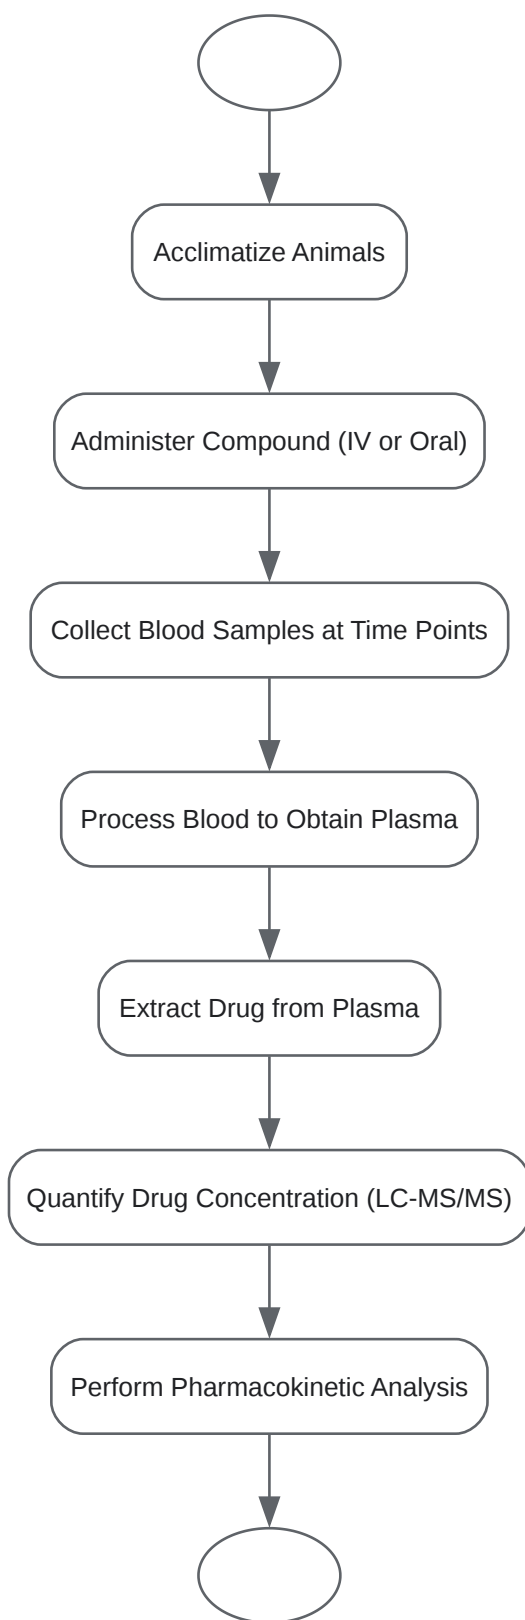 Acclimatize Animals
Administer Compound (IV or Oral)
Collect Blood Samples at Time Points
Process Blood to Obtain Plasma
Extract Drug from Plasma
Quantify Drug Concentration (LC-MS/MS)
Perform Pharmacokinetic Analysis